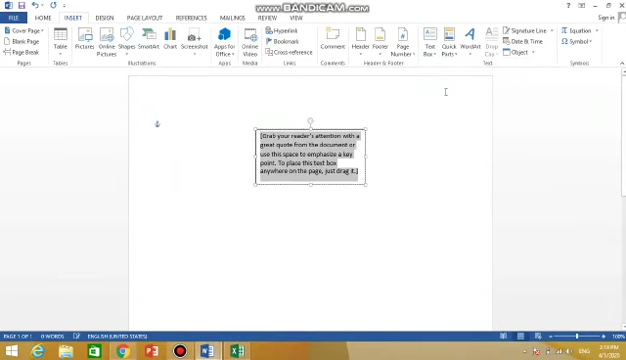 WWW.BANDICAM.COM
Sign in
FILE HOME INSERT DESIGN PAGE LAYOUT REFERENCES MAILINGS REVIEW VIEW
Cover Page
Blank Page
Page Break
Pages
Table
Tables
Pictures
Online Pictures
Shapes
SmartArt
Chart
Screenshot
Illustrations
Apps for Office
Apps
Online Video
Media
Hyperlink
Bookmark
Cross-reference
Links
Comment
Comments
Header
Footer
Page Number
Header & Footer
Text Box
Quick Parts
WordArt
Drop Cap
Signature Line
Date & Time
Object
Text
Equation
Symbol
Symbols
[Grab your reader's attention with a
great quote from the document or
use this space to emphasize a key
point. To place this text box
anywhere on the page, just drag it.]
PAGE 1 OF 1 0 WORDS ENGLISH (UNITED STATES)
100%
ENG